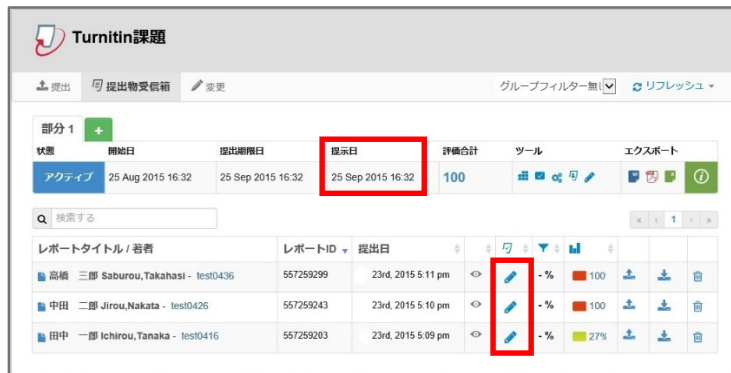 Turnitin課題
提出 提出物受信箱 変更 グループフィルター無し リフレッシュ
部分 1 +
状態 開始日 提出期限日 提示日 評価合計 ツール エクスポート
アクティブ 25 Aug 2015 16:32 25 Sep 2015 16:32 25 Sep 2015 16:32 100
検索する 1
レポートタイトル / 著者 レポートID 提出日
高橋 三郎 Saburou,Takahasi - test0436 557259299 23rd, 2015 5:11 pm - % 100
中田 二郎 Jirou,Nakata - test0426 557259243 23rd, 2015 5:10 pm - % 100
田中 一郎 Ichirou,Tanaka - test0416 557259203 23rd, 2015 5:09 pm - % 27%